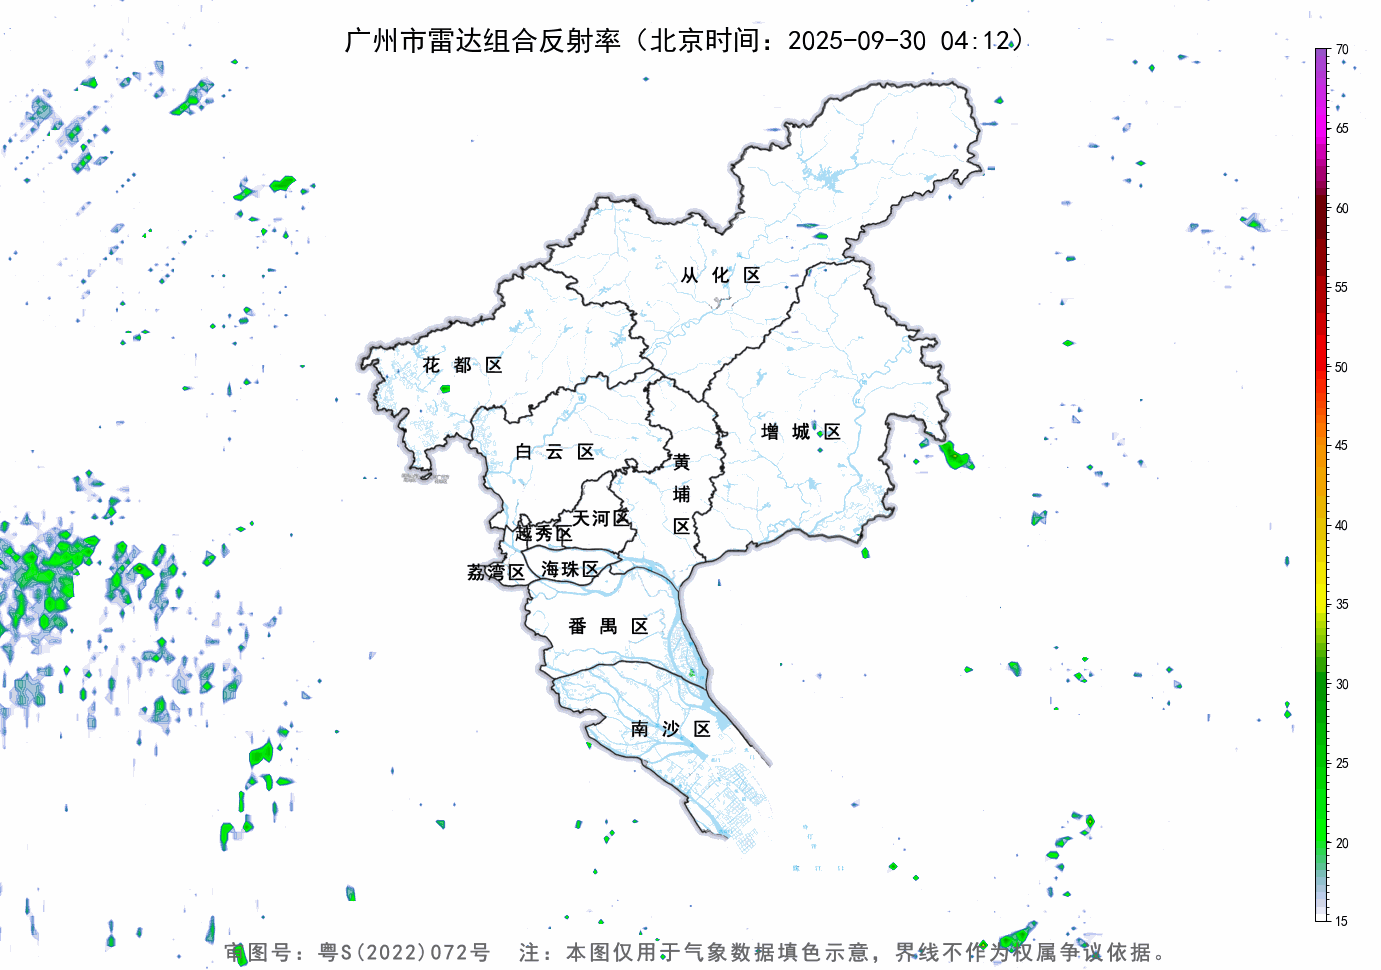 广州市雷达组合反射率（北京时间：2025-09-30 04:12）
70
65
60
55
50
45
40
35
30
25
20
15
从化区
花都区
增城区
白云区
黄埔区
天河区
越秀区
荔湾区
海珠区
番禺区
南沙区
审图号：粤S(2022)072号 注：本图仅用于气象数据填色示意，界线不作为权属争议依据。